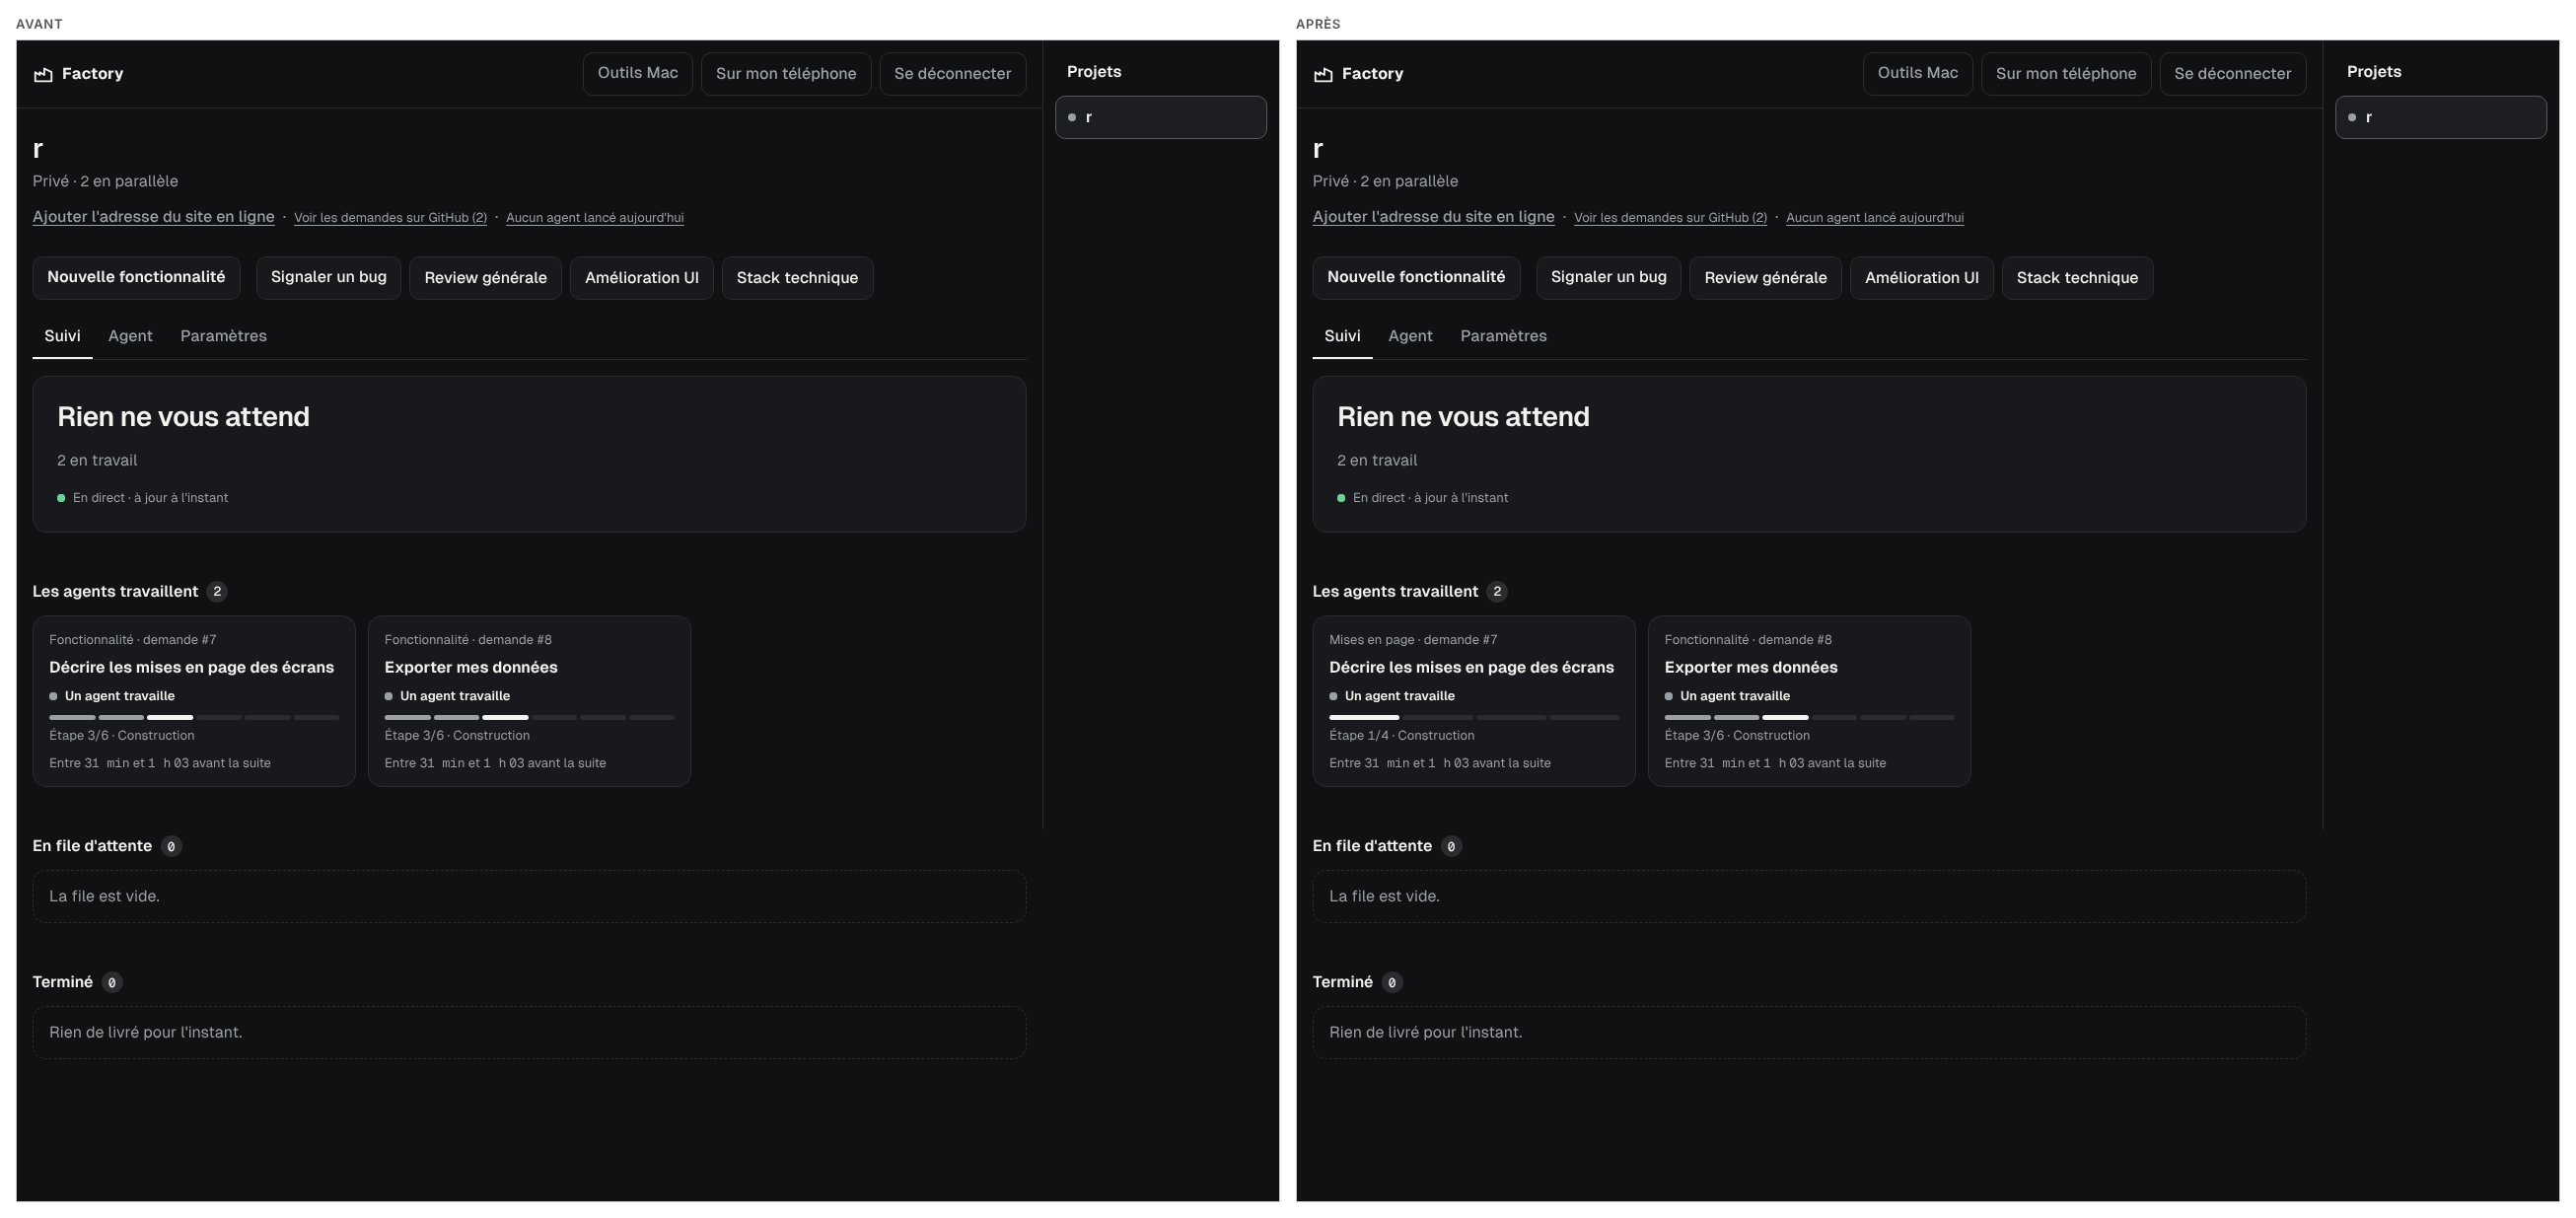 AVANT
Factory
Outils Mac
Sur mon téléphone
Se déconnecter
Projets
r
r
Privé · 2 en parallèle
Ajouter l'adresse du site en ligne · Voir les demandes sur GitHub (2) · Aucun agent lancé aujourd'hui
Nouvelle fonctionnalité
Signaler un bug
Review générale
Amélioration UI
Stack technique
Suivi
Agent
Paramètres
Rien ne vous attend
2 en travail
En direct · à jour à l'instant
Les agents travaillent 2
Fonctionnalité · demande #7
Décrire les mises en page des écrans
Un agent travaille
Étape 3/6 · Construction
Entre 31 min et 1 h 03 avant la suite
Fonctionnalité · demande #8
Exporter mes données
Un agent travaille
Étape 3/6 · Construction
Entre 31 min et 1 h 03 avant la suite
En file d'attente 0
La file est vide.
Terminé 0
Rien de livré pour l'instant.
APRÈS
Factory
Outils Mac
Sur mon téléphone
Se déconnecter
Projets
r
r
Privé · 2 en parallèle
Ajouter l'adresse du site en ligne · Voir les demandes sur GitHub (2) · Aucun agent lancé aujourd'hui
Nouvelle fonctionnalité
Signaler un bug
Review générale
Amélioration UI
Stack technique
Suivi
Agent
Paramètres
Rien ne vous attend
2 en travail
En direct · à jour à l'instant
Les agents travaillent 2
Mises en page · demande #7
Décrire les mises en page des écrans
Un agent travaille
Étape 1/4 · Construction
Entre 31 min et 1 h 03 avant la suite
Fonctionnalité · demande #8
Exporter mes données
Un agent travaille
Étape 3/6 · Construction
Entre 31 min et 1 h 03 avant la suite
En file d'attente 0
La file est vide.
Terminé 0
Rien de livré pour l'instant.